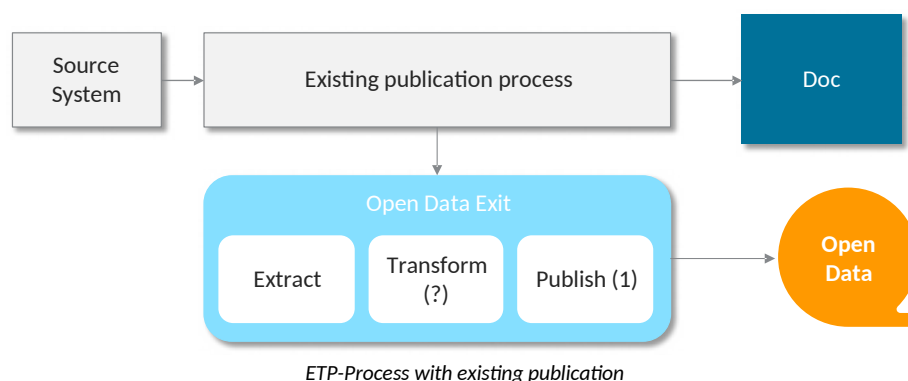 Source
System
Existing publication process
Doc
Open Data Exit
Extract
Transform
(?)
Publish (1)
Open
Data
ETP-Process with existing publication